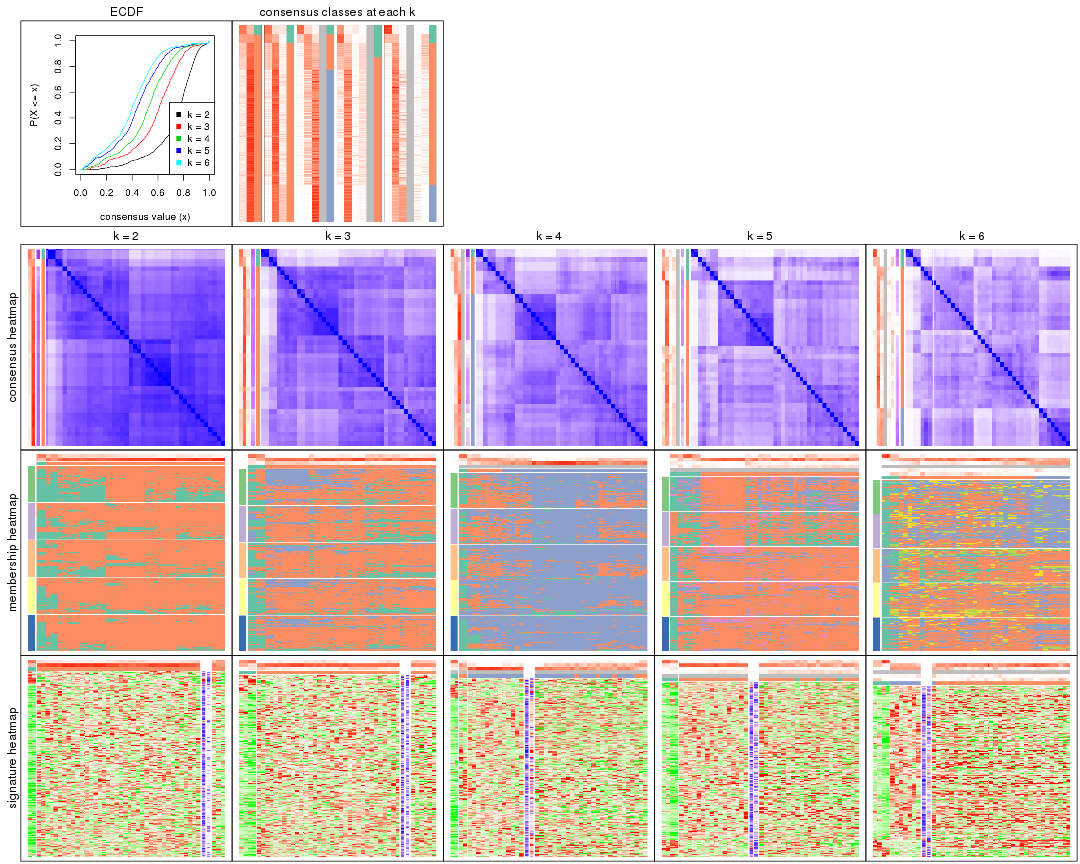 ECDF
consensus classes at each k
P(X <= x)
0.0 0.2 0.4 0.6 0.8 1.0
k = 2
k = 3
k = 4
k = 5
k = 6
0.0 0.2 0.4 0.6 0.8 1.0
consensus value (x)
k = 2
k = 3
k = 4
k = 5
k = 6
consensus heatmap
membership heatmap
signature heatmap